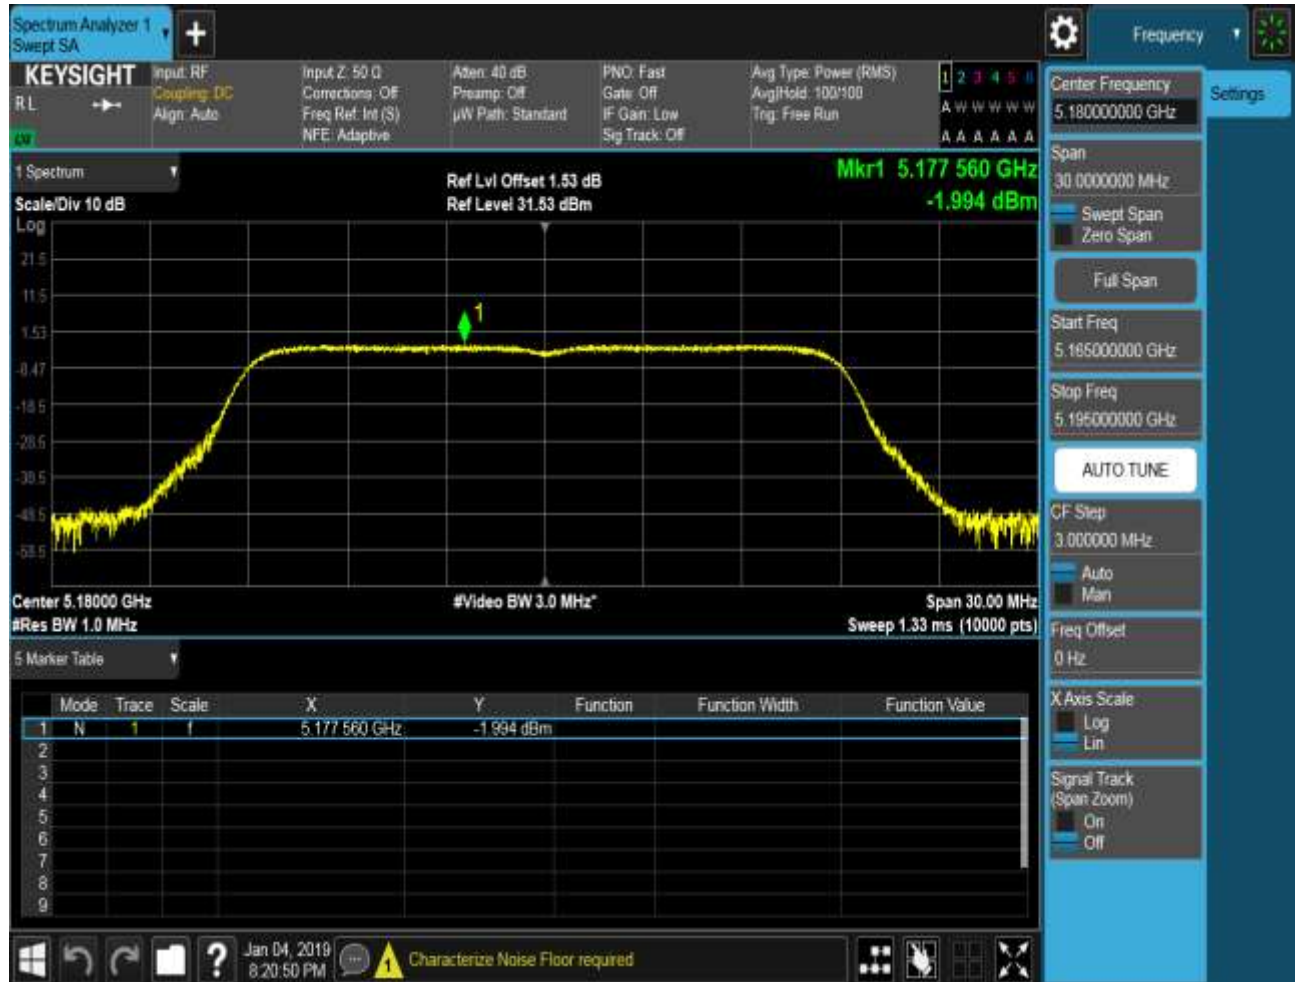 Spectrum Analyzer 1
Swept SA
+
Frequency
KEYSIGHT
RL
Input: RF
Coupling: DC
Align: Auto
Input Z: 50 Ω
Corrections: Off
Freq Ref: Int (S)
NFE: Adaptive
Atten: 40 dB
Preamp: Off
µW Path: Standard
PNO: Fast
Gate: Off
IF Gain: Low
Sig Track: Off
Avg Type: Power (RMS)
Avg|Hold: 100/100
Trig: Free Run
1 2 3 4 5 6
A W W W W W
A A A A A A
1 Spectrum
Scale/Div 10 dB
Log
Ref Lvl Offset 1.53 dB
Ref Level 31.53 dBm
Mkr1 5.177 560 GHz
-1.994 dBm
21.5
11.5
1.53
-8.47
-18.5
-28.5
-38.5
-48.5
-58.5
1
Center 5.18000 GHz
#Res BW 1.0 MHz
#Video BW 3.0 MHz*
Span 30.00 MHz
Sweep 1.33 ms (10000 pts)
5 Marker Table
Mode Trace Scale X Y Function Function Width Function Value
1 N 1 f 5.177 560 GHz -1.994 dBm
2
3
4
5
6
7
8
9
Jan 04, 2019
8:20:50 PM
Characterize Noise Floor required
Center Frequency
5.180000000 GHz
Settings
Span
30.0000000 MHz
Swept Span
Zero Span
Full Span
Start Freq
5.165000000 GHz
Stop Freq
5.195000000 GHz
AUTO TUNE
CF Step
3.000000 MHz
Auto
Man
Freq Offset
0 Hz
X Axis Scale
Log
Lin
Signal Track
(Span Zoom)
On
Off